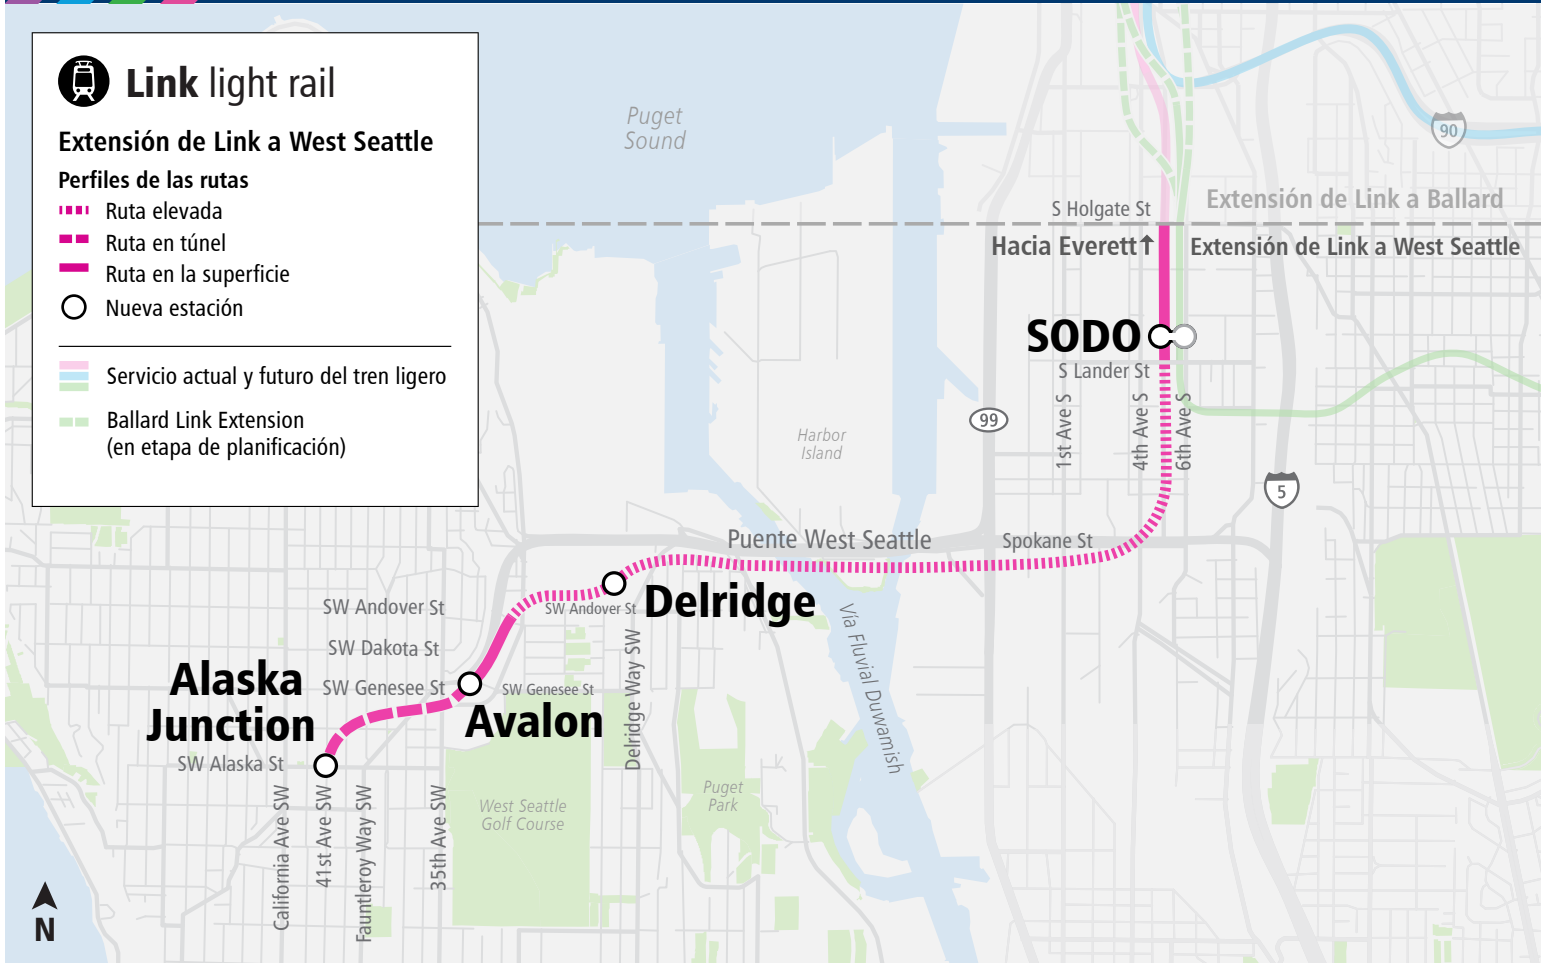 Link light rail
Extensión de Link a West Seattle
Perfiles de las rutas
Ruta elevada
Ruta en túnel
Ruta en la superficie
Nueva estación
Servicio actual y futuro del tren ligero
Ballard Link Extension
(en etapa de planificación)
Puget
Sound
90
S Holgate St
Extensión de Link a Ballard
Hacia Everett
Extensión de Link a West Seattle
SODO
S Lander St
99
1st Ave S
4th Ave S
6th Ave S
Harbor
Island
5
Puente West Seattle
Spokane St
SW Andover St
SW Andover St
Delridge
Vía Fluvial Duwamish
SW Dakota St
Delridge Way SW
Alaska
Junction
SW Genesee St
SW Genesee St
Avalon
SW Alaska St
California Ave SW
41st Ave SW
Fauntleroy Way SW
35th Ave SW
West Seattle
Golf Course
Puget
Park
N